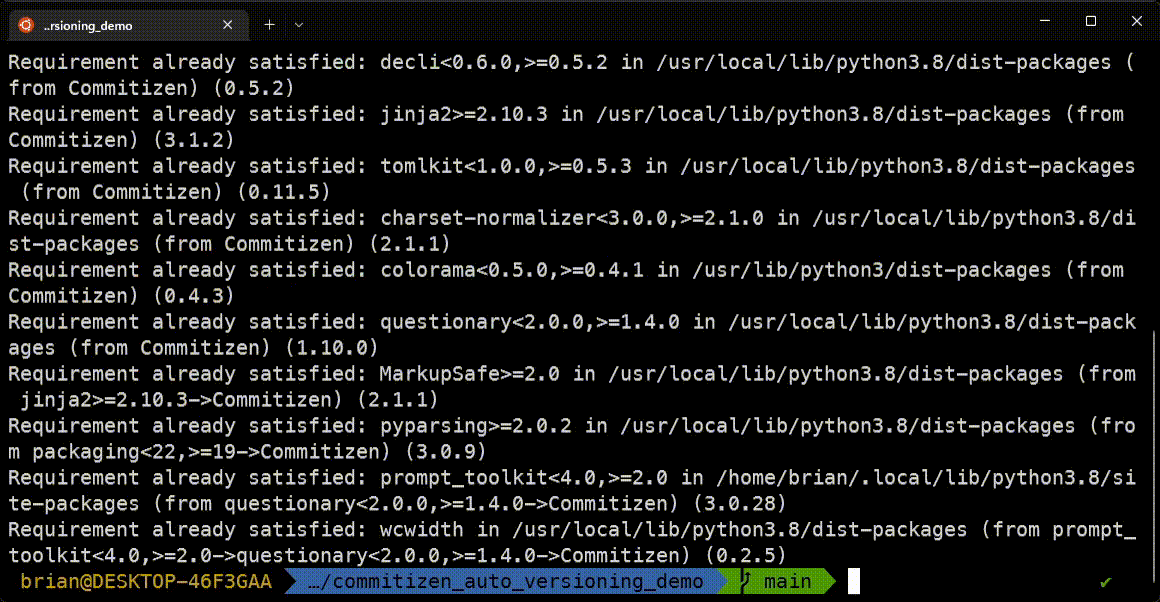 ..rsioning_demo
Requirement already satisfied: decli<0.6.0,>=0.5.2 in /usr/local/lib/python3.8/dist-packages (
from Commitizen) (0.5.2)
Requirement already satisfied: jinja2>=2.10.3 in /usr/local/lib/python3.8/dist-packages (from
Commitizen) (3.1.2)
Requirement already satisfied: tomlkit<1.0.0,>=0.5.3 in /usr/local/lib/python3.8/dist-packages
 (from Commitizen) (0.11.5)
Requirement already satisfied: charset-normalizer<3.0.0,>=2.1.0 in /usr/local/lib/python3.8/di
st-packages (from Commitizen) (2.1.1)
Requirement already satisfied: colorama<0.5.0,>=0.4.1 in /usr/lib/python3/dist-packages (from
Commitizen) (0.4.3)
Requirement already satisfied: questionary<2.0.0,>=1.4.0 in /usr/local/lib/python3.8/dist-pack
ages (from Commitizen) (1.10.0)
Requirement already satisfied: MarkupSafe>=2.0 in /usr/local/lib/python3.8/dist-packages (from
 jinja2>=2.10.3->Commitizen) (2.1.1)
Requirement already satisfied: pyparsing>=2.0.2 in /usr/local/lib/python3.8/dist-packages (fro
m packaging<22,>=19->Commitizen) (3.0.9)
Requirement already satisfied: prompt_toolkit<4.0,>=2.0 in /home/brian/.local/lib/python3.8/si
te-packages (from questionary<2.0.0,>=1.4.0->Commitizen) (3.0.28)
Requirement already satisfied: wcwidth in /usr/local/lib/python3.8/dist-packages (from prompt_
toolkit<4.0,>=2.0->questionary<2.0.0,>=1.4.0->Commitizen) (0.2.5)
brian@DESKTOP-46F3GAA …/commitizen_auto_versioning_demo main ✔